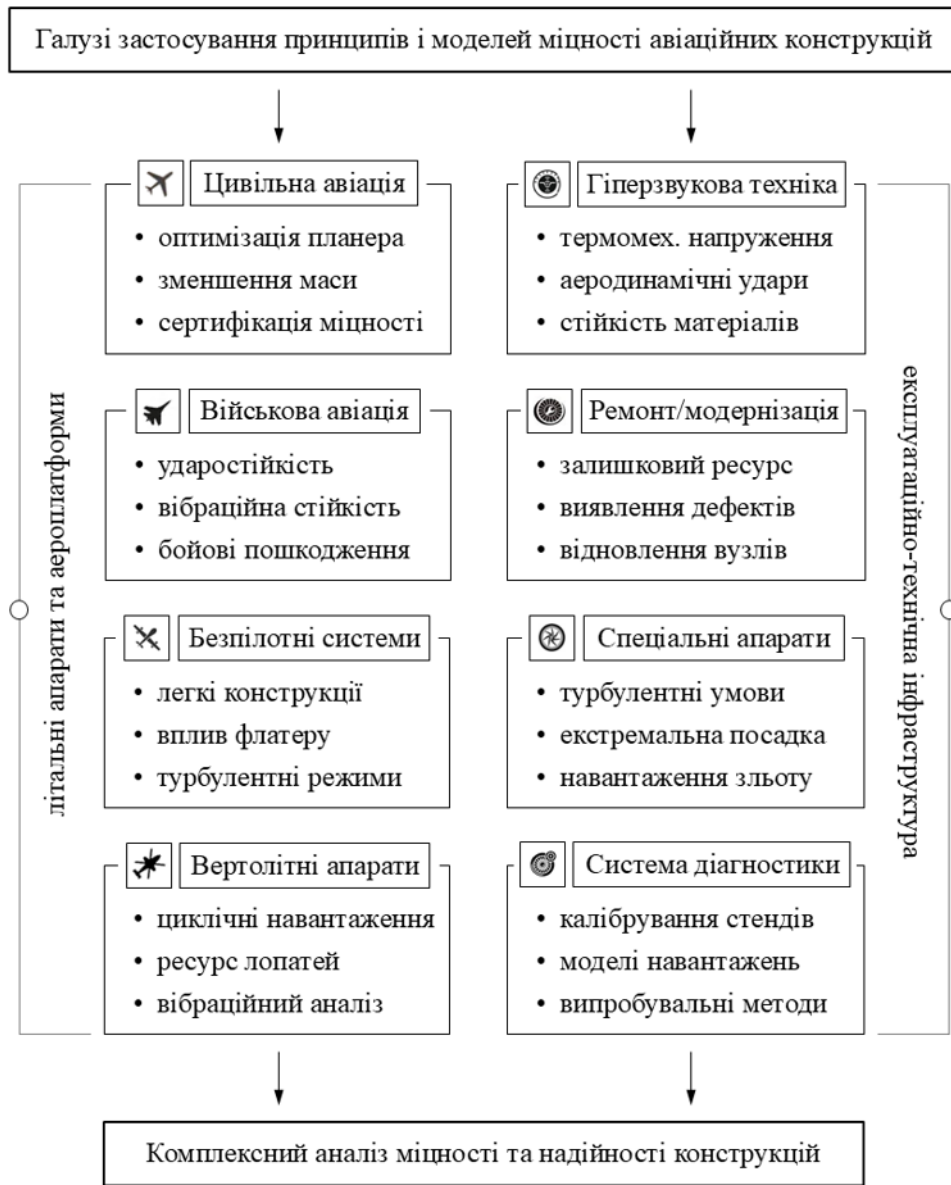 Галузі застосування принципів і моделей міцності авіаційних конструкцій
літальні апарати та аероплатформи
Цивільна авіація
• оптимізація планера
• зменшення маси
• сертифікація міцності
Військова авіація
• ударостійкість
• вібраційна стійкість
• бойові пошкодження
Безпілотні системи
• легкі конструкції
• вплив флатеру
• турбулентні режими
Вертолітні апарати
• циклічні навантаження
• ресурс лопатей
• вібраційний аналіз
Гіперзвукова техніка
• термомех. напруження
• аеродинамічні удари
• стійкість матеріалів
Ремонт/модернізація
• залишковий ресурс
• виявлення дефектів
• відновлення вузлів
Спеціальні апарати
• турбулентні умови
• екстремальна посадка
• навантаження зльоту
Система діагностики
• калібрування стендів
• моделі навантажень
• випробувальні методи
експлуатаційно-технічна інфраструктура
Комплексний аналіз міцності та надійності конструкцій